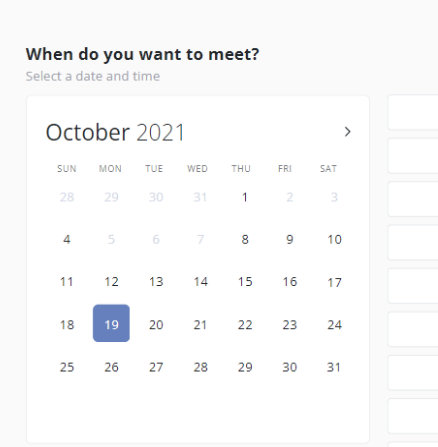 When do you want to meet?
Select a date and time
October 2021 >
SUN MON TUE WED THU FRI SAT
28 29 30 31 1 2 3
4 5 6 7 8 9 10
11 12 13 14 15 16 17
18 19 20 21 22 23 24
25 26 27 28 29 30 31